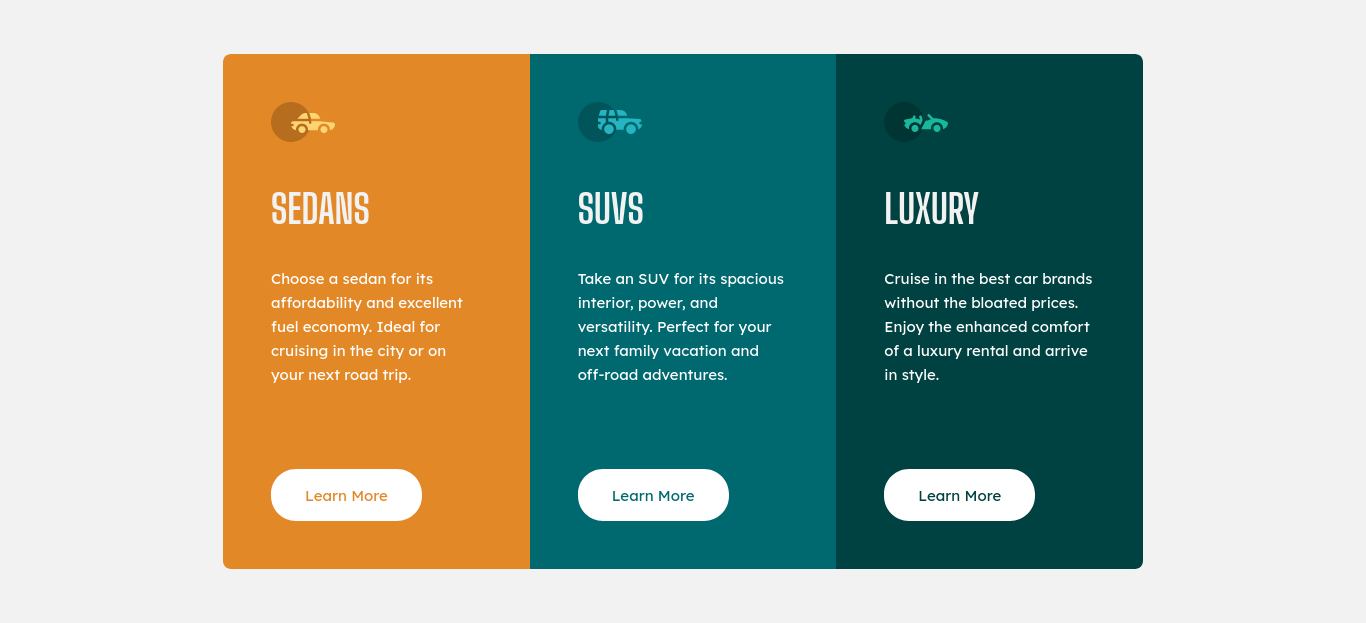 SEDANS
Choose a sedan for its
affordability and excellent
fuel economy. Ideal for
cruising in the city or on
your next road trip.
Learn More
SUVS
Take an SUV for its spacious
interior, power, and
versatility. Perfect for your
next family vacation and
off-road adventures.
Learn More
LUXURY
Cruise in the best car brands
without the bloated prices.
Enjoy the enhanced comfort
of a luxury rental and arrive
in style.
Learn More